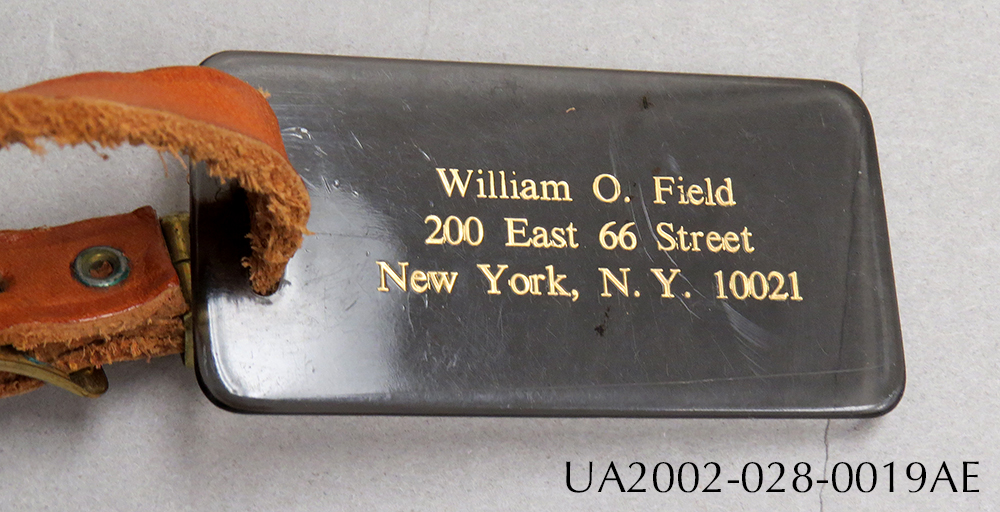 William O. Field
200 East 66 Street
New York, N.Y. 10021
UA2002-028-0019AE